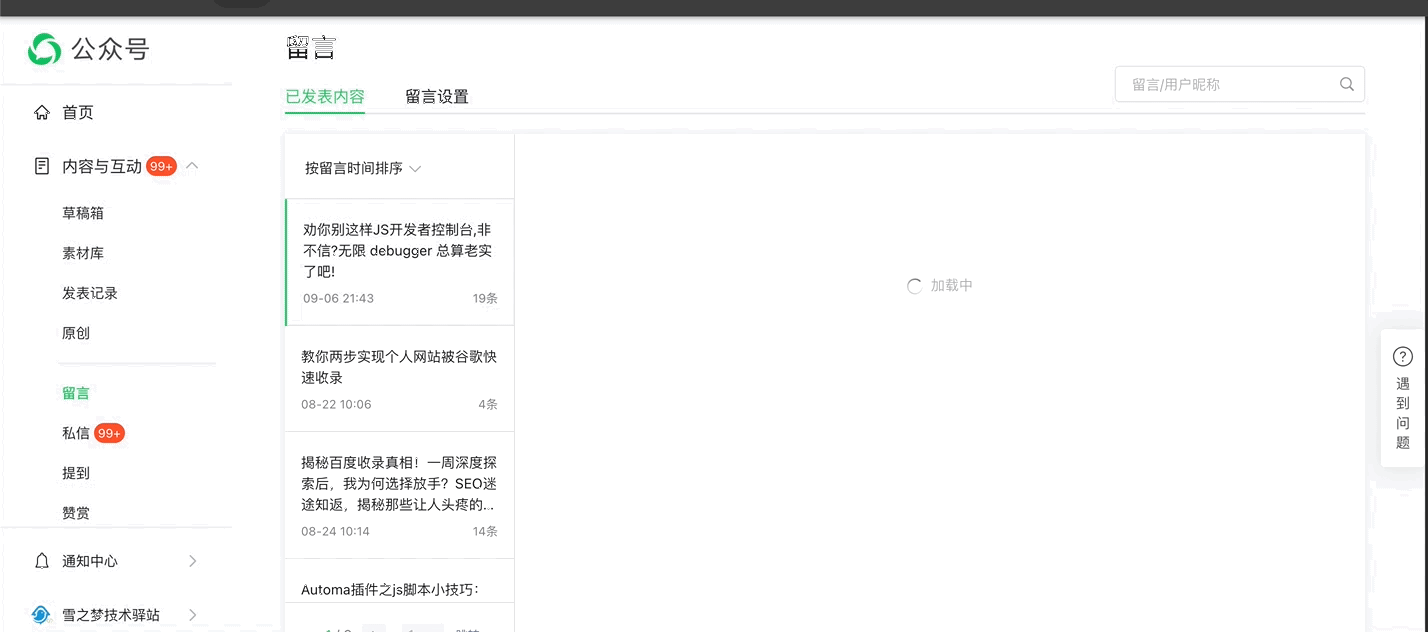 公众号
首页
内容与互动 99+
草稿箱
素材库
发表记录
原创
留言
私信 99+
提到
赞赏
通知中心
雪之梦技术驿站
留言
已发表内容 留言设置
留言/用户昵称
按留言时间排序
劝你别这样JS开发者控制台,非
不信?无限 debugger 总算老实
了吧!
09-06 21:43 19条
教你两步实现个人网站被谷歌快
速收录
08-22 10:06 4条
揭秘百度收录真相！一周深度探
索后，我为何选择放手？SEO迷
途知返，揭秘那些让人头疼的...
08-24 10:14 14条
Automa插件之js脚本小技巧：
加载中
遇
到
问
题